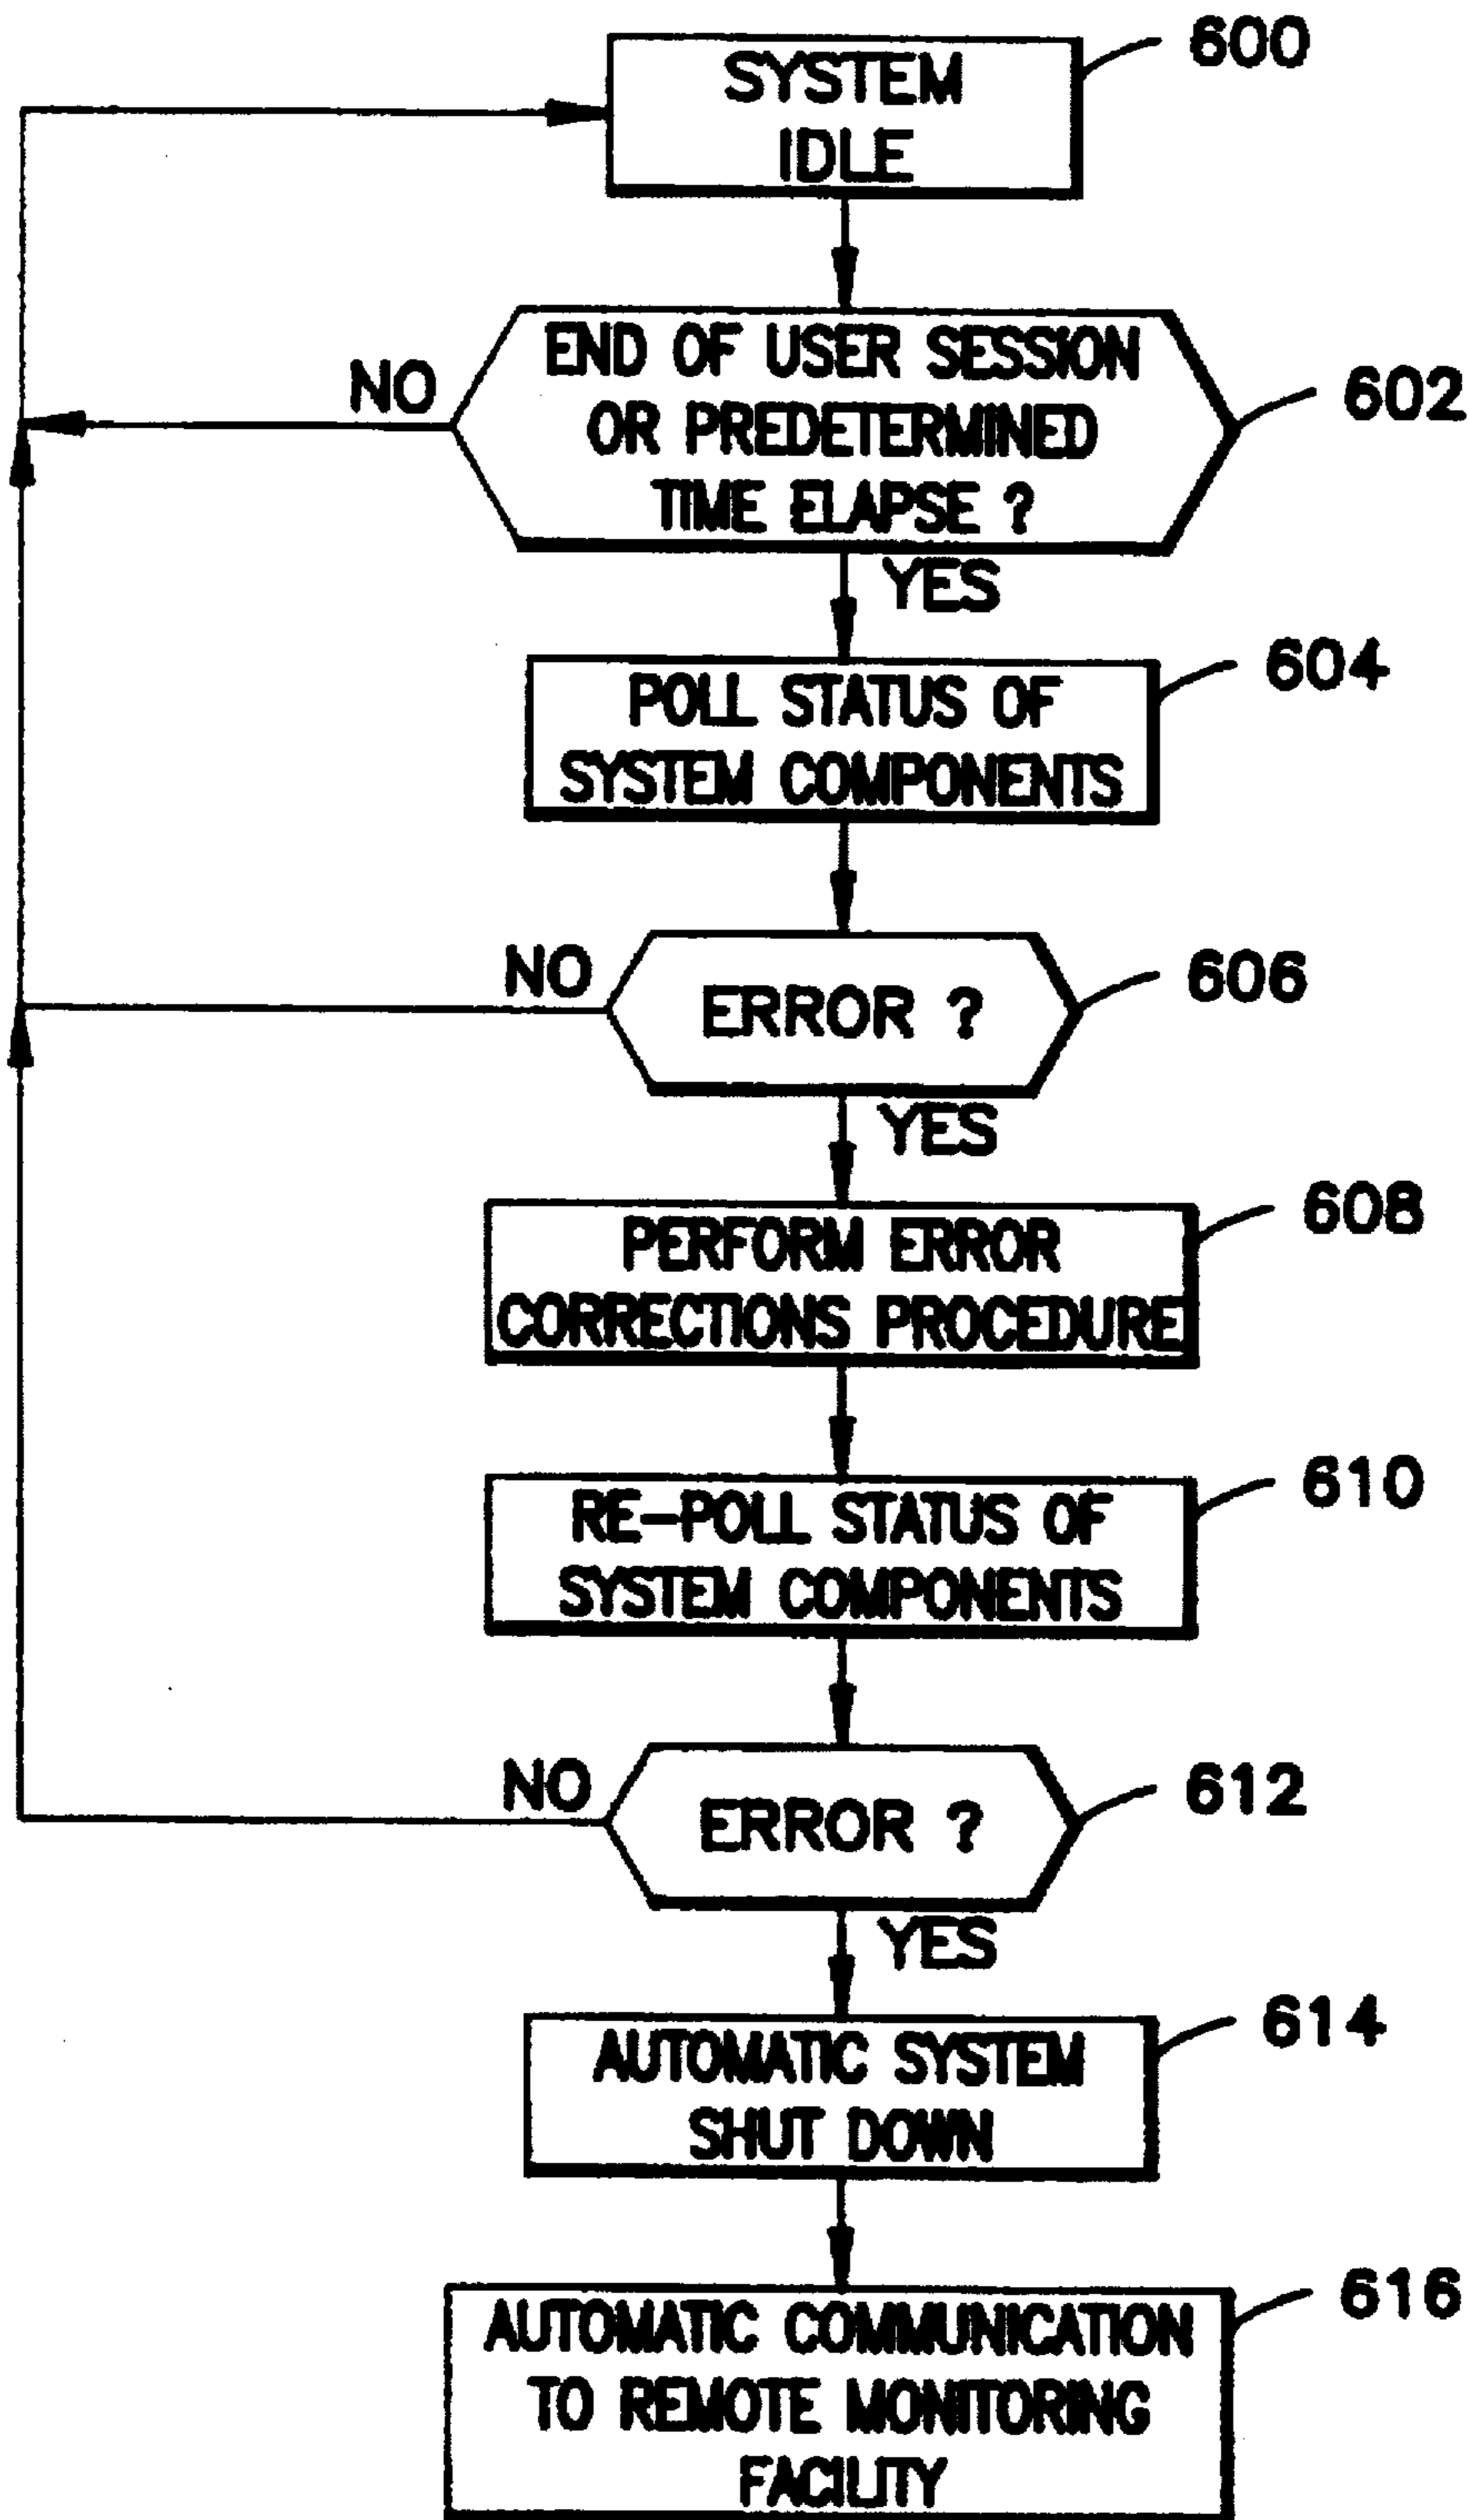 SYSTEM
IDLE
600
END OF USER SESSION
OR PREDETERMINED
TIME ELAPSE ?
602
NO
YES
POLL STATUS OF
SYSTEM COMPONENTS
604
ERROR ?
606
NO
YES
PERFORM ERROR
CORRECTIONS PROCEDURE
608
RE-POLL STATUS OF
SYSTEM COMPONENTS
610
ERROR ?
612
NO
YES
AUTOMATIC SYSTEM
SHUT DOWN
614
AUTOMATIC COMMUNICATION
TO REMOTE MONITORING
FACILITY
616